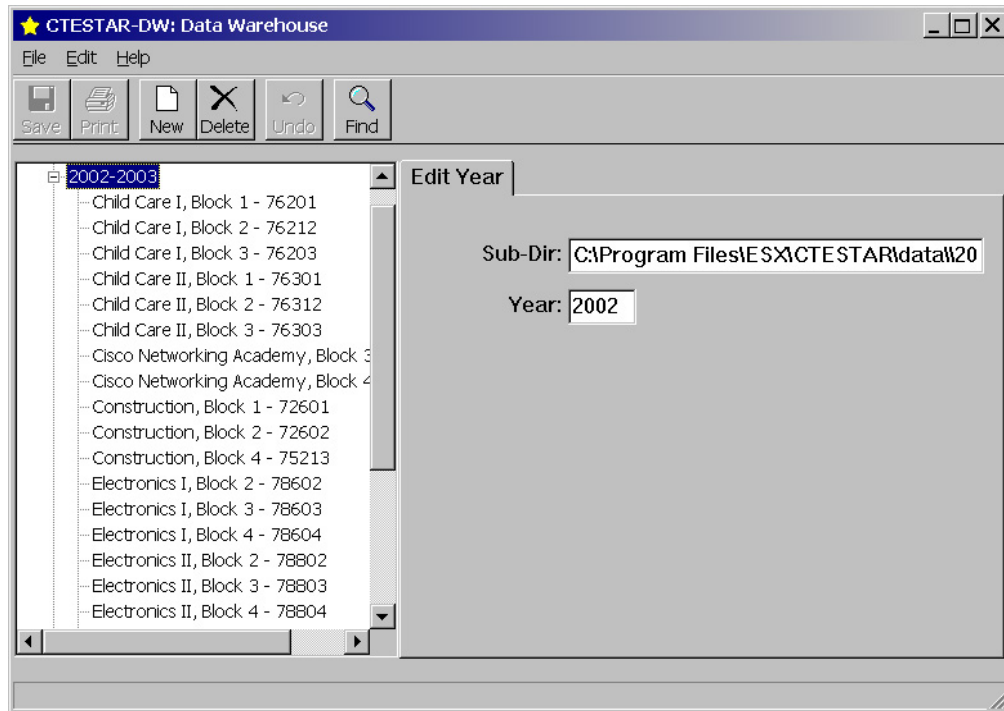 CTESTAR-DW: Data Warehouse
File Edit Help
Save Print New Delete Undo Find
2002-2003
Child Care I, Block 1 - 76201
Child Care I, Block 2 - 76212
Child Care I, Block 3 - 76203
Child Care II, Block 1 - 76301
Child Care II, Block 2 - 76312
Child Care II, Block 3 - 76303
Cisco Networking Academy, Block 3
Cisco Networking Academy, Block 4
Construction, Block 1 - 72601
Construction, Block 2 - 72602
Construction, Block 4 - 75213
Electronics I, Block 2 - 78602
Electronics I, Block 3 - 78603
Electronics I, Block 4 - 78604
Electronics II, Block 2 - 78802
Electronics II, Block 3 - 78803
Electronics II, Block 4 - 78804
Edit Year
Sub-Dir: C:\Program Files\ESX\CTESTAR\data\\20
Year: 2002